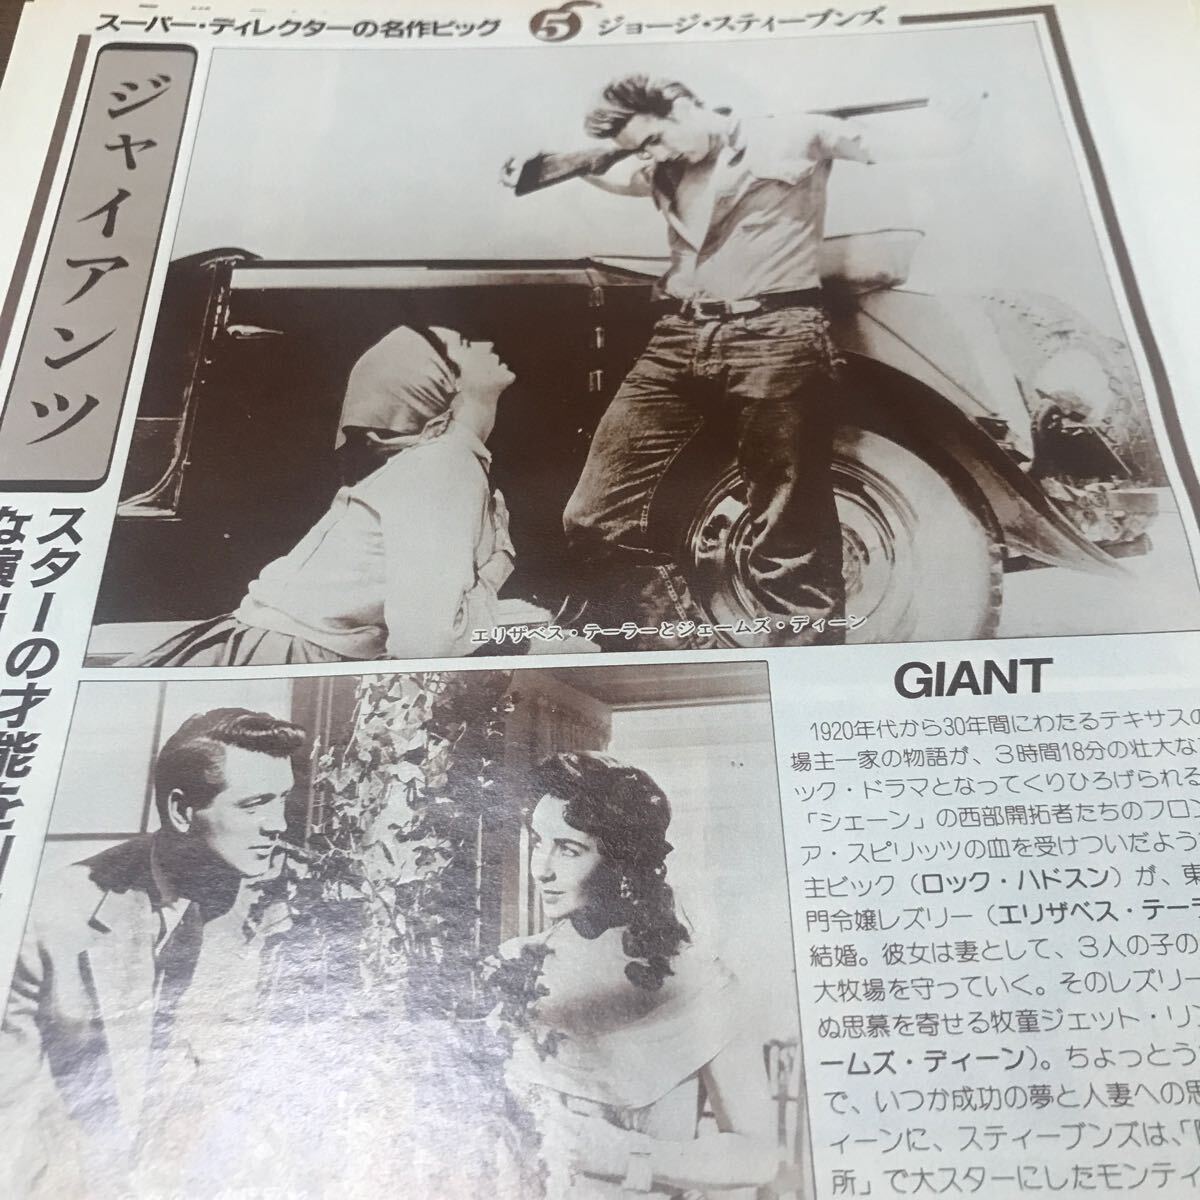 スーパー・ディレクターの名作ビッグ5 ジョージ・スティーブンズ
ジャイアンツ
スターの才能を
な演出
エリザベス・テーラーとジェームズ・ディーン
GIANT
1920年代から30年間にわたるテキサスの
場主一家の物語が、3時間18分の壮大な
ック・ドラマとなってくりひろげられる
「シェーン」の西部開拓者たちのフロ
ア・スピリッツの血を受けついだよう
主ビック(ロック・ハドスン)が、東
門令嬢レズリー(エリザベス・テーラ
結婚。彼女は妻として、3人の子の
大牧場を守っていく。そのレズリー
ぬ思慕を寄せる牧童ジェット・リ
ームズ・ディーン)。ちょっとう
で、いつか成功の夢と人妻への思
ィーンに、スティーブンズは、「
所」で大スターにしたモンティ